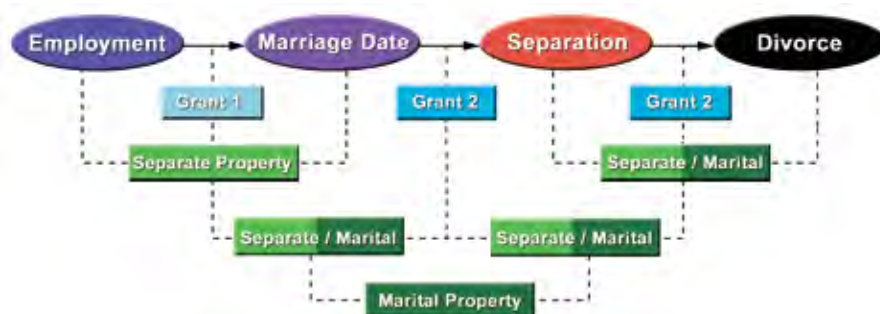 Employment
Marriage Date
Separation
Divorce
Grant 1
Grant 2
Grant 2
Separate Property
Separate / Marital
Separate / Marital
Separate / Marital
Marital Property